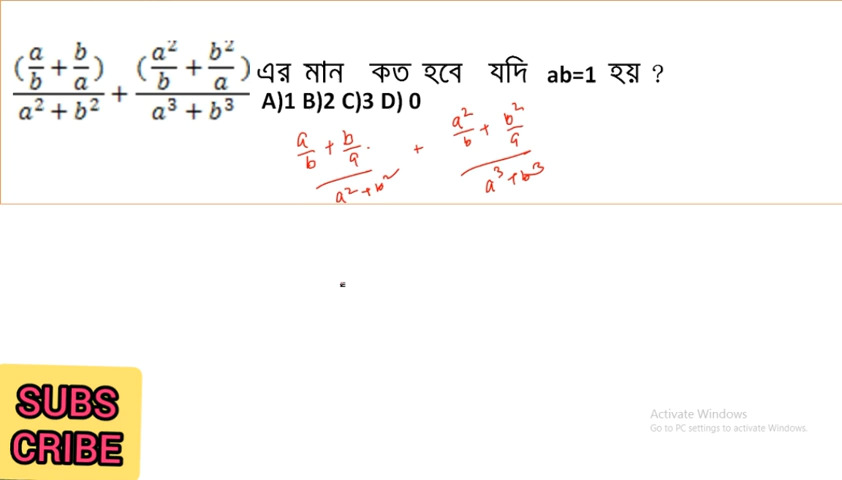 (a/b + b/a) / (a² + b²) + (a²/b + b²/a) / (a³ + b³) এর মান কত হবে যদি ab=1 হয় ?
A)1 B)2 C)3 D) 0
a/b + b/a . / a² + b² + a²/b + b²/a / a³ + b³
SUBS
CRIBE
Activate Windows
Go to PC settings to activate Windows.